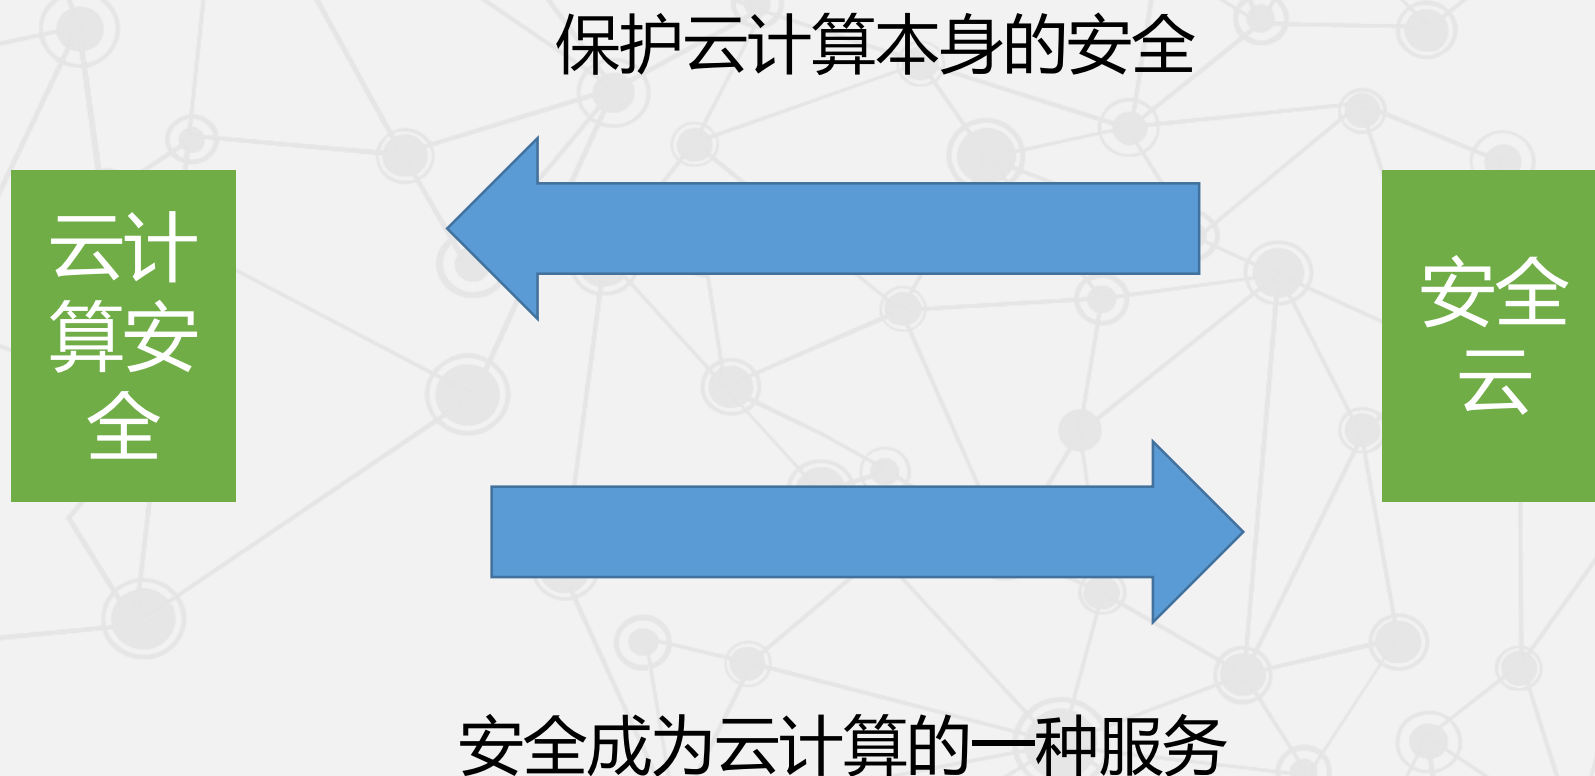 保护云计算本身的安全
云计
算安
全
安全
云
安全成为云计算的一种服务